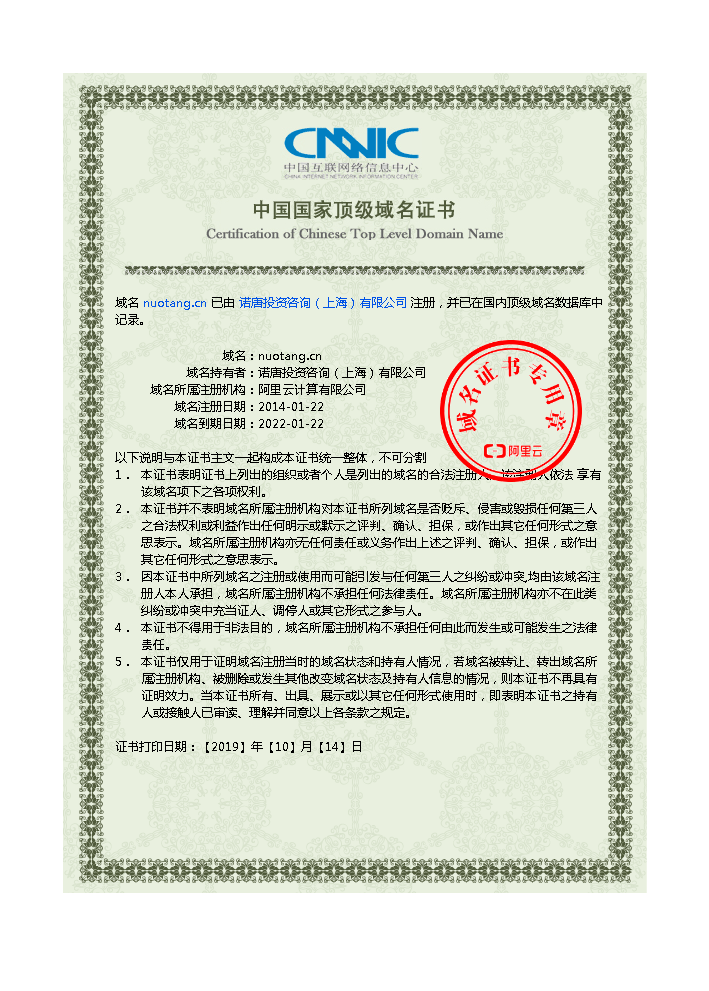 CNNIC
中国互联网络信息中心
CHINA INTERNET NETWORK INFORMATION CENTER
中国国家顶级域名证书
Certification of Chinese Top Level Domain Name
域名 nuotang.cn 已由 诺唐投资咨询（上海）有限公司 注册，并已在国内顶级域名数据库中
记录。
域名：nuotang.cn
域名持有者：诺唐投资咨询（上海）有限公司
域名所属注册机构：阿里云计算有限公司
域名注册日期：2014-01-22
域名到期日期：2022-01-22
域名证书专用章
阿里云
以下说明与本证书主文一起构成本证书统一整体，不可分割
1． 本证书表明证书上列出的组织或者个人是列出的域名的合法注册人。该注册人依法 享有
该域名项下之各项权利。
2． 本证书并不表明域名所属注册机构对本证书所列域名是否贬斥、侵害或毁损任何第三人
之合法权利或利益作出任何明示或默示之评判、确认、担保，或作出其它任何形式之意
思表示。域名所属注册机构亦无任何责任或义务作出上述之评判、确认、担保，或作出
其它任何形式之意思表示。
3． 因本证书中所列域名之注册或使用而可能引发与任何第三人之纠纷或冲突,均由该域名注
册人本人承担，域名所属注册机构不承担任何法律责任。域名所属注册机构亦不在此类
纠纷或冲突中充当证人、调停人或其它形式之参与人。
4． 本证书不得用于非法目的，域名所属注册机构不承担任何由此而发生或可能发生之法律
责任。
5． 本证书仅用于证明域名注册当时的域名状态和持有人情况，若域名被转让、转出域名所
属注册机构、被删除或发生其他改变域名状态及持有人信息的情况，则本证书不再具有
证明效力。当本证书所有、出具、展示或以其它任何形式使用时，即表明本证书之持有
人或接触人已审读、理解并同意以上各条款之规定。
证书打印日期：【2019】年【10】月【14】日